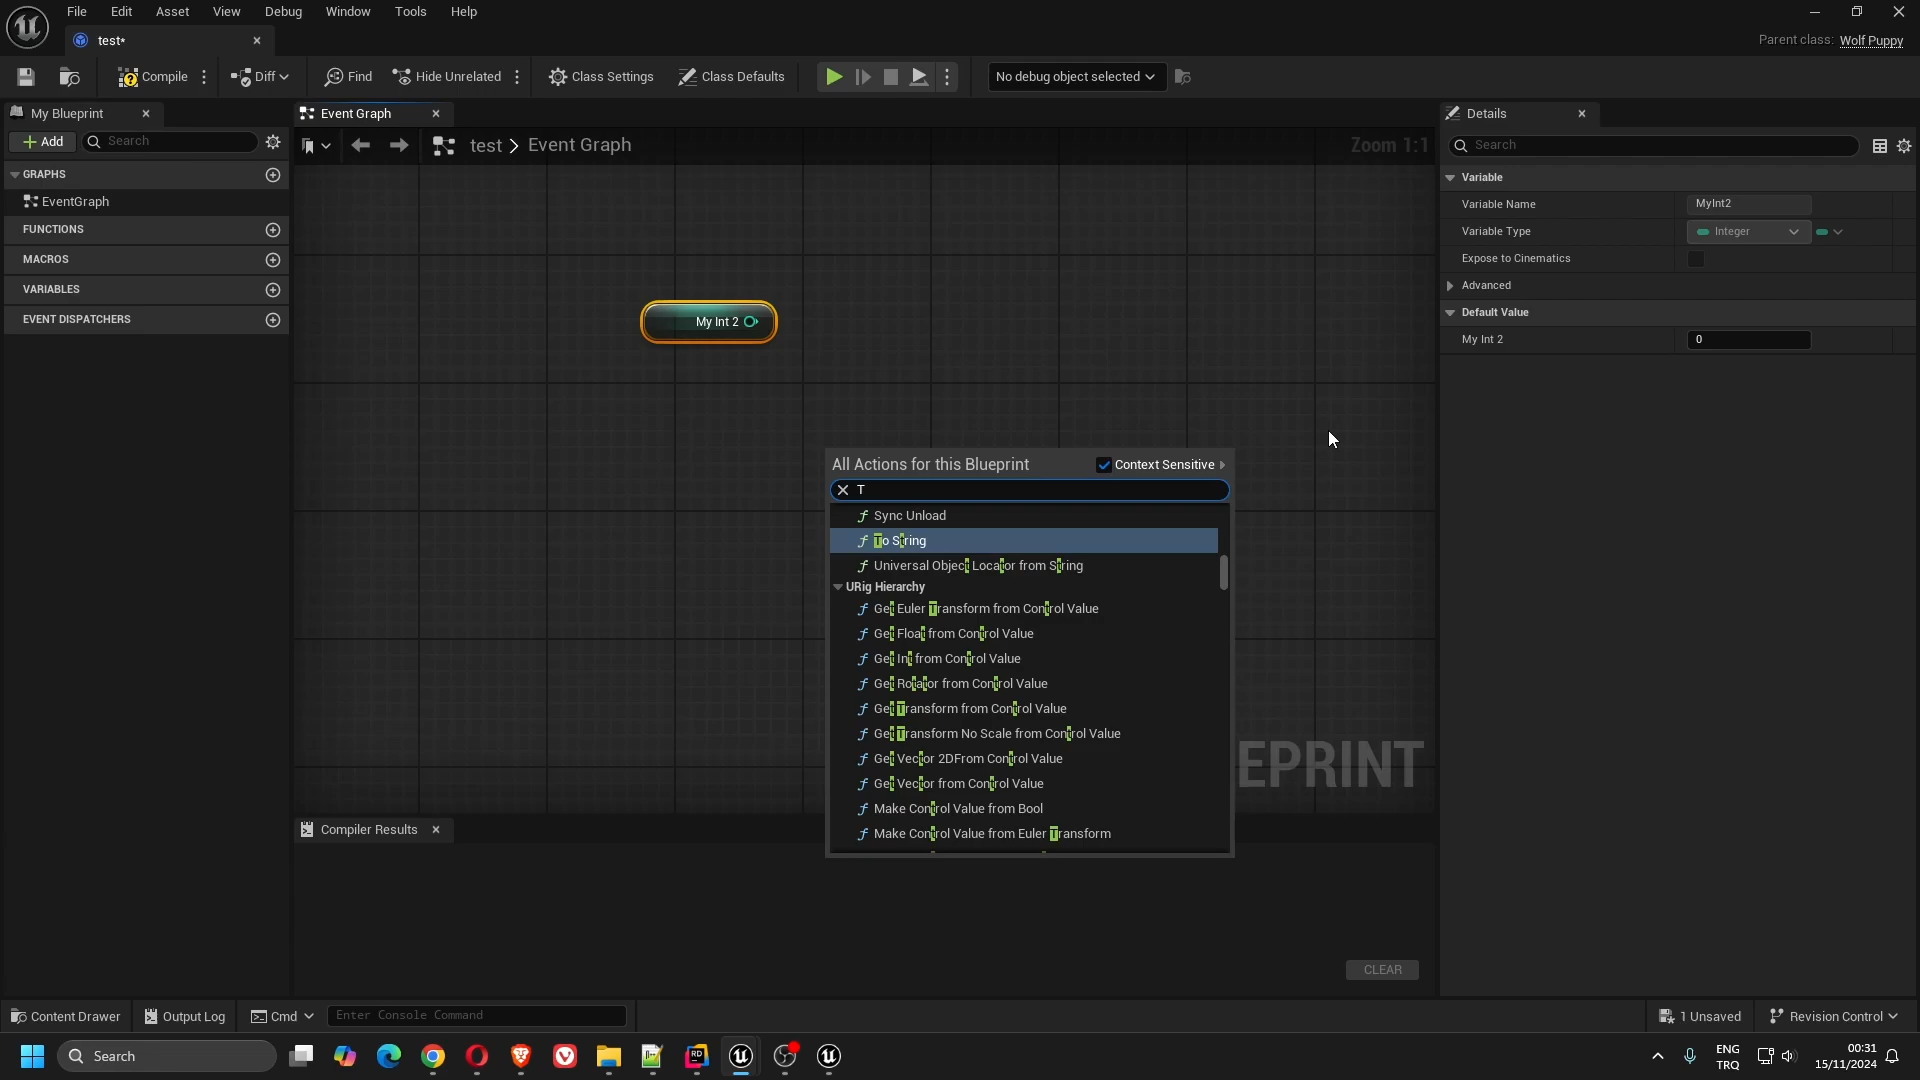 File Edit Asset View Debug Window Tools Help
test*
Parent class: Wolf Puppy
Compile Diff Find Hide Unrelated Class Settings Class Defaults No debug object selected
My Blueprint
Event Graph
Details
Add Search
test > Event Graph
Zoom 1:1
Search
GRAPHS
EventGraph
FUNCTIONS
MACROS
VARIABLES
EVENT DISPATCHERS
My Int 2
Variable
Variable Name MyInt2
Variable Type Integer
Expose to Cinematics
Advanced
Default Value
My Int 2 0
All Actions for this Blueprint Context Sensitive
T
Sync Unload
To String
Universal Object Locator from String
URig Hierarchy
Get Euler Transform from Control Value
Get Float from Control Value
Get Int from Control Value
Get Rotator from Control Value
Get Transform from Control Value
Get Transform No Scale from Control Value
Get Vector 2DFrom Control Value
Get Vector from Control Value
Make Control Value from Bool
Make Control Value from Euler Transform
EPRINT
Compiler Results
CLEAR
Content Drawer Output Log Cmd Enter Console Command 1 Unsaved Revision Control
Search
RD
ENG
TRQ
00:31
15/11/2024